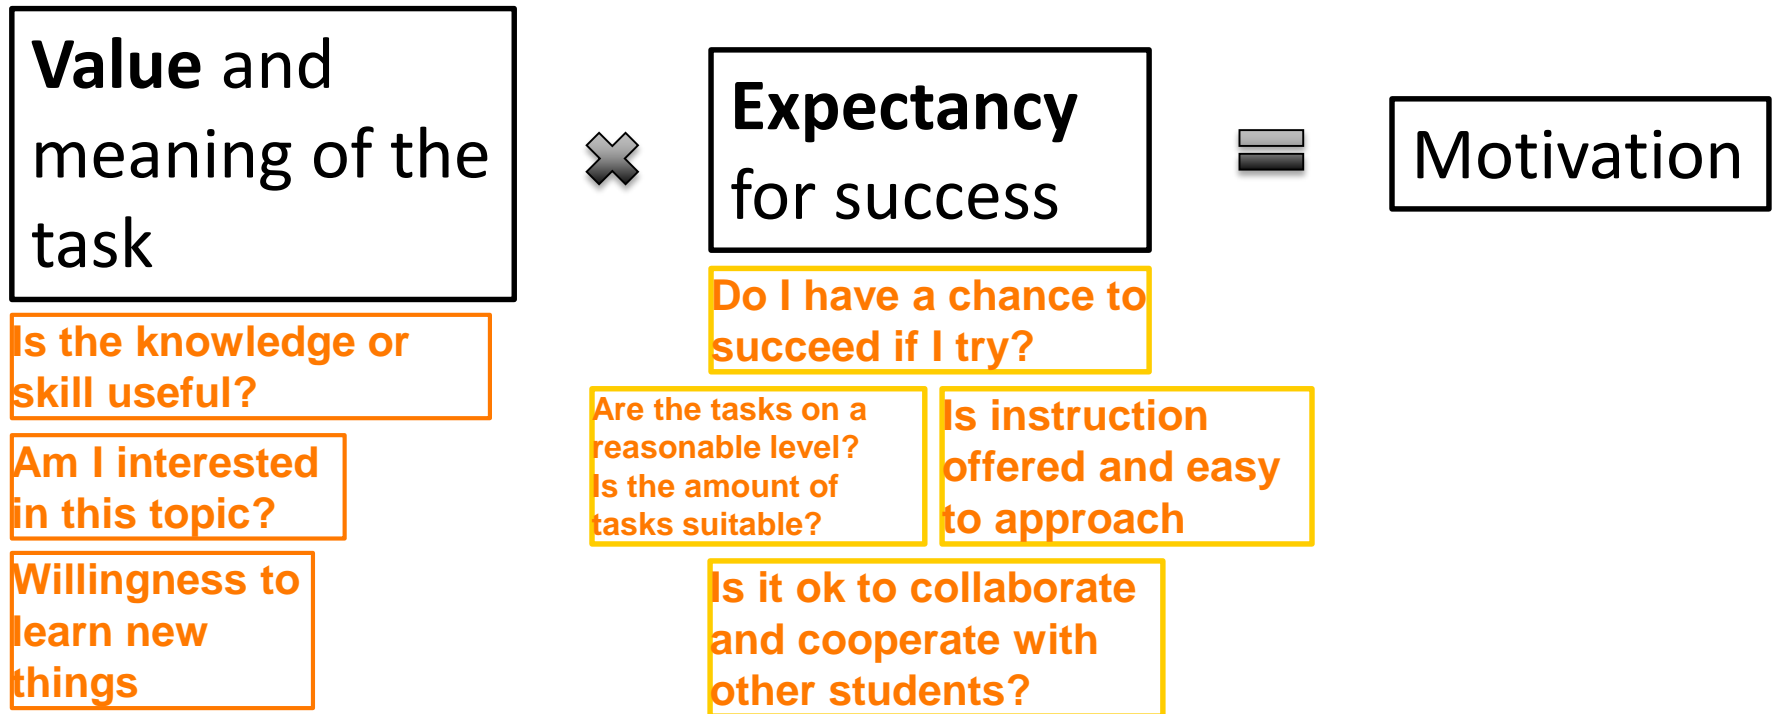 Value and
meaning of the
task
Expectancy
for success
Motivation
Is the knowledge or
skill useful?
Am I interested
in this topic?
Willingness to
learn new
things
Do I have a chance to
succeed if I try?
Are the tasks on a
reasonable level?
Is the amount of
tasks suitable?
Is instruction
offered and easy
to approach
Is it ok to collaborate
and cooperate with
other students?